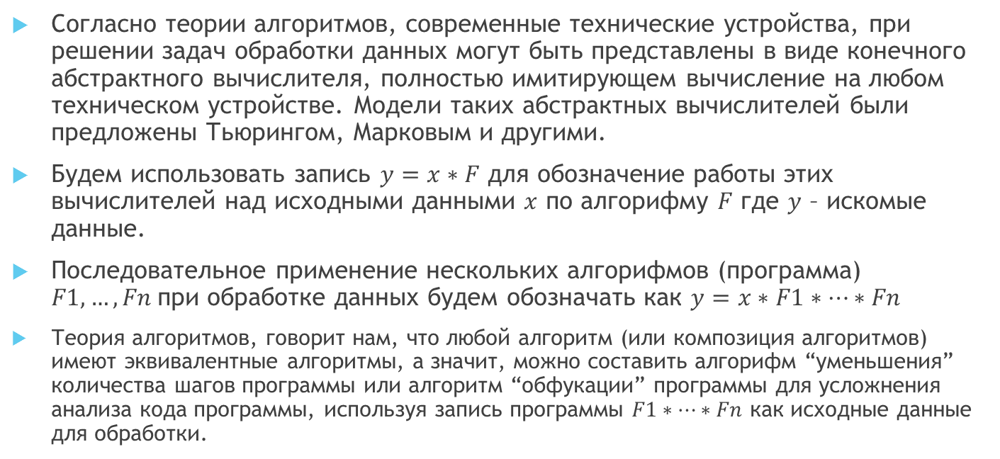 Согласно теории алгоритмов, современные технические устройства, при
решении задач обработки данных могут быть представлены в виде конечного
абстрактного вычислителя, полностью имитирующем вычисление на любом
техническом устройстве. Модели таких абстрактных вычислителей были
предложены Тьюрингом, Марковым и другими.
Будем использовать запись y = x * F для обозначение работы этих
вычислителей над исходными данными x по алгорифму F где y - искомые
данные.
Последовательное применение нескольких алгорифмов (программа)
F1, ... , Fn при обработке данных будем обозначать как y = x * F1 * ⋯ * Fn
Теория алгоритмов, говорит нам, что любой алгоритм (или композиция алгоритмов)
имеют эквивалентные алгоритмы, а значит, можно составить алгорифм “уменьшения”
количества шагов программы или алгоритм “обфукации” программы для усложнения
анализа кода программы, используя запись программы F1 * ⋯ * Fn как исходные данные
для обработки.